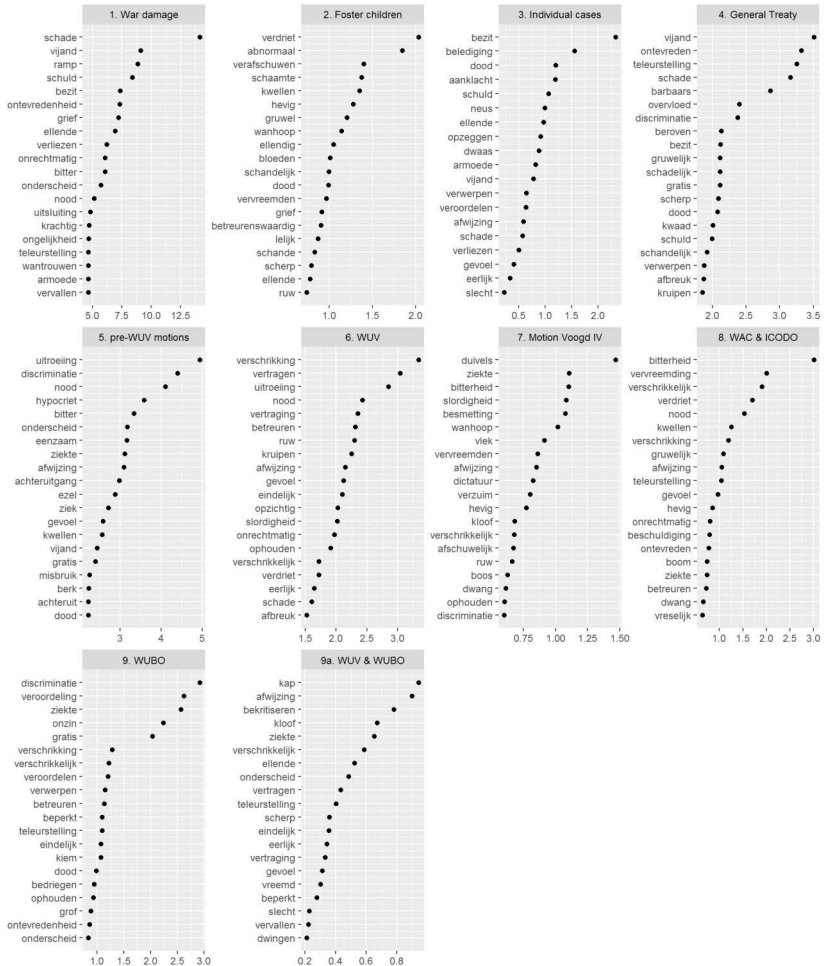 1. War damage
schade
vijand
ramp
schuld
bezit
ontevredenheid
grief
ellende
verliezen
onrechtmatig
bitter
onderscheid
nood
uitsluiting
krachtig
ongelijkheid
teleurstelling
wantrouwen
armoede
vervallen
5.0 7.5 10.0 12.5
2. Foster children
verdriet
abnormaal
verafschuwen
schaamte
kwellen
hevig
gruwel
wanhoop
ellendig
bloeden
schandelijk
dood
vervreemden
grief
betreurenswaardig
lelijk
schande
scherp
ellende
ruw
1.0 1.5 2.0
3. Individual cases
bezit
belediging
dood
aanklacht
schuld
neus
ellende
opzeggen
dwaas
armoede
vijand
verwerpen
veroordelen
afwijzing
schade
verliezen
gevoel
eerlijk
slecht
0.5 1.0 1.5 2.0
4. General Treaty
vijand
ontevreden
teleurstelling
schade
barbaars
overvloed
discriminatie
beroven
bezit
gruwelijk
schadelijk
gratis
scherp
dood
kwaad
schuld
schandelijk
verwerpen
afbreuk
kruipen
2.0 2.5 3.0 3.5
5. pre-WUV motions
uitroeiing
discriminatie
nood
hypocriet
bitter
onderscheid
eenzaam
ziekte
afwijzing
achteruitgang
ezel
ziek
gevoel
kwellen
vijand
gratis
misbruik
berk
achteruit
dood
3 4 5
6. WUV
verschrikking
vertragen
uitroeiing
nood
vertraging
betreuren
ruw
kruipen
afwijzing
gevoel
eindelijk
opzichtig
slordigheid
onrechtmatig
ophouden
verschrikkelijk
verdriet
eerlijk
schade
afbreuk
1.5 2.0 2.5 3.0
7. Motion Voogd IV
duivels
ziekte
bitterheid
slordigheid
besmetting
wanhoop
vlek
vervreemden
afwijzing
dictatuur
verzuim
hevig
kloof
verschrikkelijk
afschuwelijk
ruw
boos
dwang
ophouden
discriminatie
0.75 1.00 1.25 1.50
8. WAC & ICODO
bitterheid
vervreemding
verschrikkelijk
verdriet
nood
kwellen
verschrikking
gruwelijk
afwijzing
teleurstelling
gevoel
hevig
onrechtmatig
beschuldiging
ontevreden
boom
ziekte
betreuren
dwang
vreselijk
1.0 1.5 2.0 2.5 3.0
9. WUBO
discriminatie
veroordeling
ziekte
onzin
gratis
verschrikking
verschrikkelijk
veroordelen
verwerpen
betreuren
beperkt
teleurstelling
eindelijk
kiem
dood
bedriegen
ophouden
grof
ontevredenheid
onderscheid
1.0 1.5 2.0 2.5 3.0
9a. WUV & WUBO
kap
afwijzing
bekritiseren
kloof
ziekte
verschrikkelijk
ellende
onderscheid
vertragen
teleurstelling
scherp
eindelijk
eerlijk
vertraging
gevoel
vreemd
beperkt
slecht
vervallen
dwingen
0.2 0.4 0.6 0.8